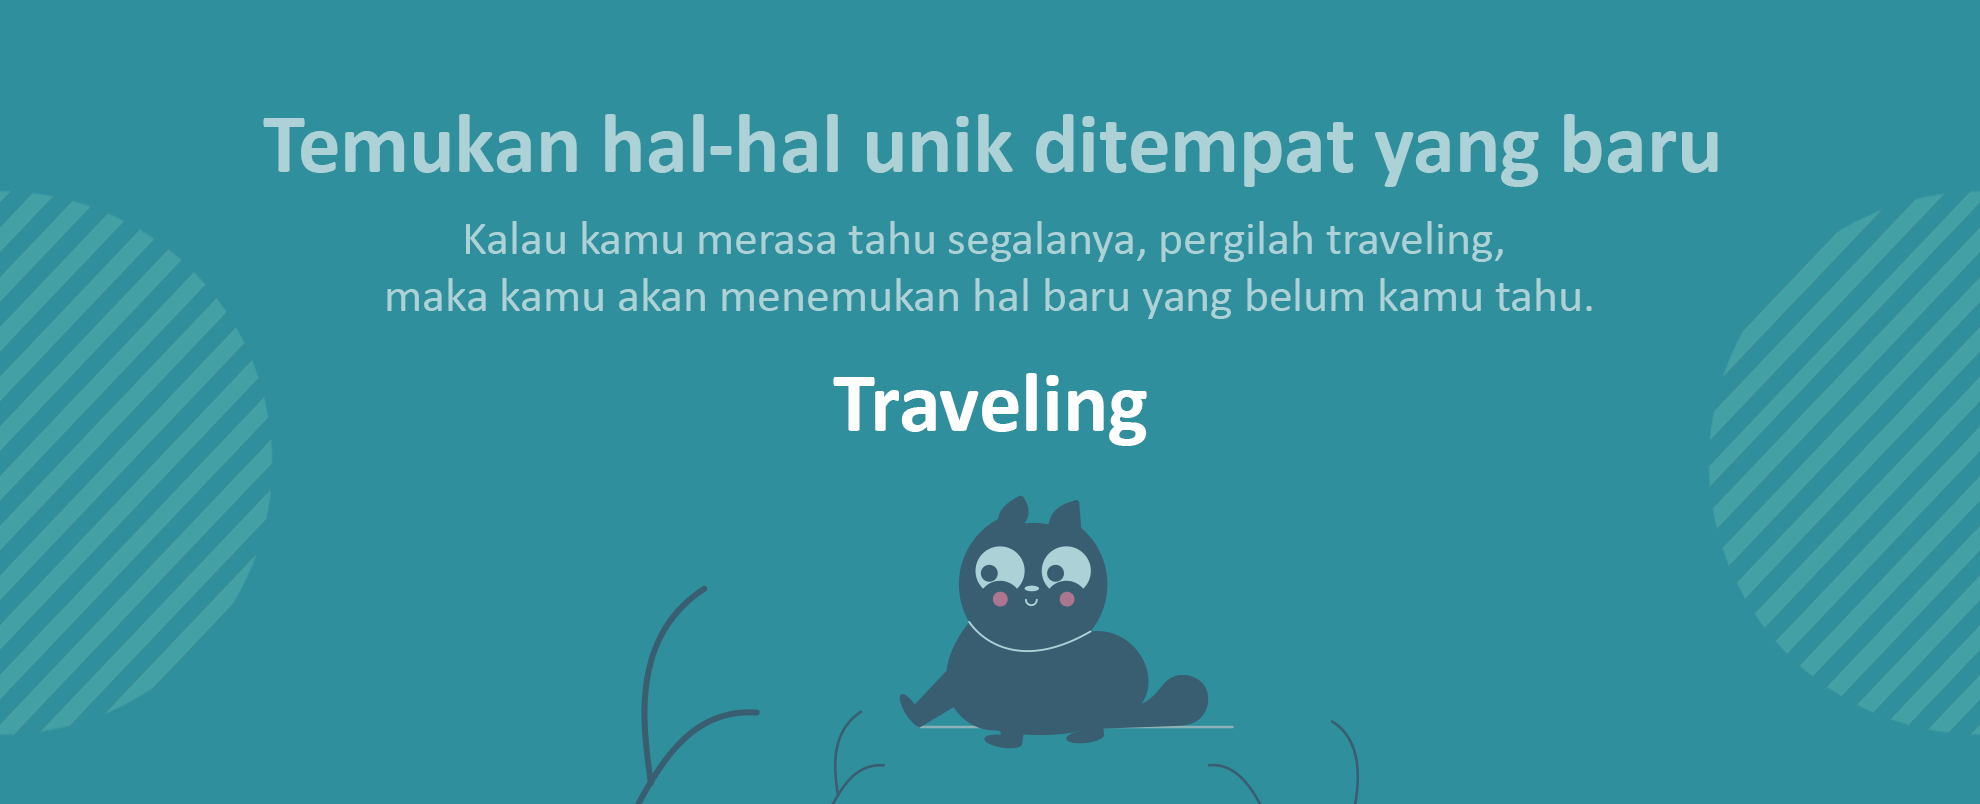 Temukan hal-hal unik ditempat yang baru
Kalau kamu merasa tahu segalanya, pergilah traveling,
maka kamu akan menemukan hal baru yang belum kamu tahu.
Traveling